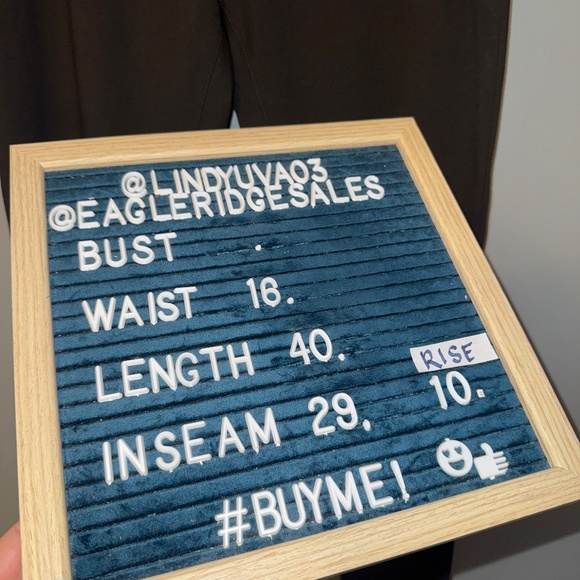 @LINDYUVA03
@EAGLERIDGESALES
BUST .
WAIST 16.
LENGTH 40.
RISE
INSEAM 29. 10.
#BUYME!